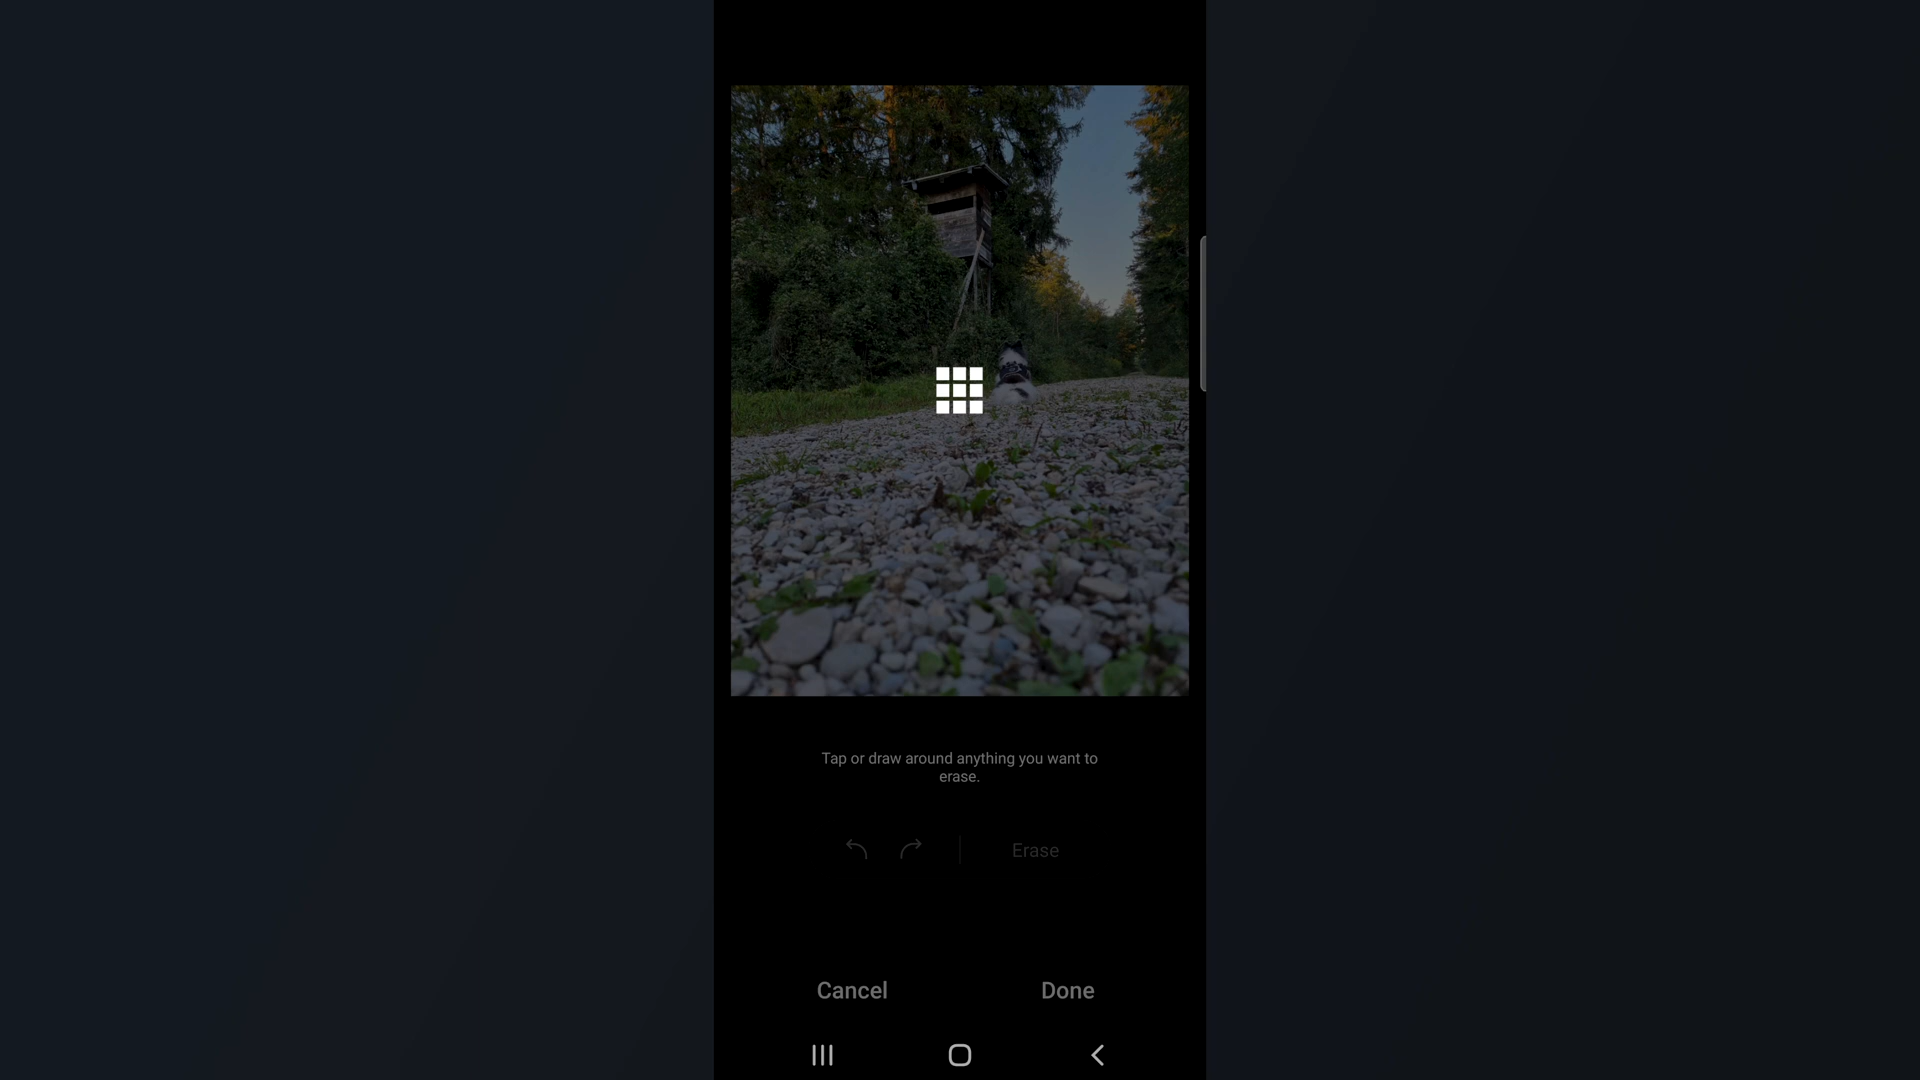 Tap or draw around anything you want to
erase.
Erase
Cancel
Done